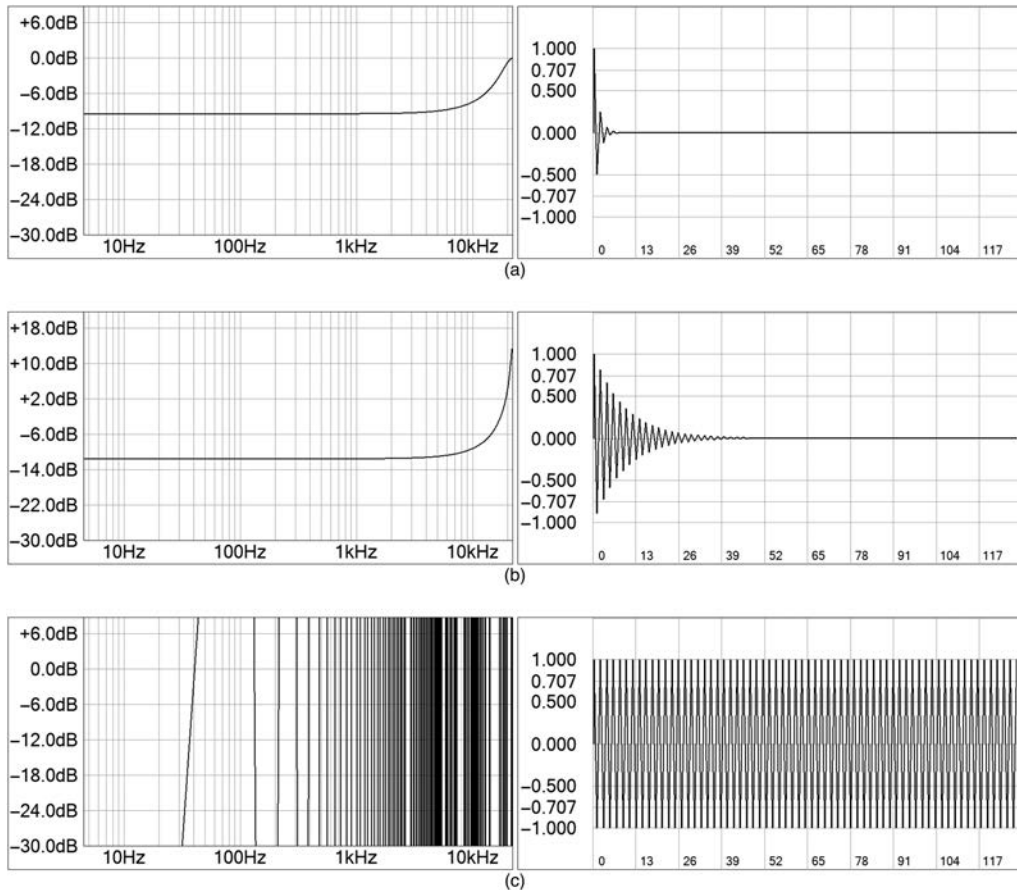 +6.0dB
0.0dB
−6.0dB
−12.0dB
−18.0dB
−24.0dB
−30.0dB
10Hz 100Hz 1kHz 10kHz
1.000
0.707
0.500
0.000
−0.500
−0.707
−1.000
0 13 26 39 52 65 78 91 104 117
(a)
+18.0dB
+10.0dB
+2.0dB
−6.0dB
−14.0dB
−22.0dB
−30.0dB
10Hz 100Hz 1kHz 10kHz
1.000
0.707
0.500
0.000
−0.500
−0.707
−1.000
0 13 26 39 52 65 78 91 104 117
(b)
+6.0dB
0.0dB
−6.0dB
−12.0dB
−18.0dB
−24.0dB
−30.0dB
10Hz 100Hz 1kHz 10kHz
1.000
0.707
0.500
0.000
−0.500
−0.707
−1.000
0 13 26 39 52 65 78 91 104 117
(c)